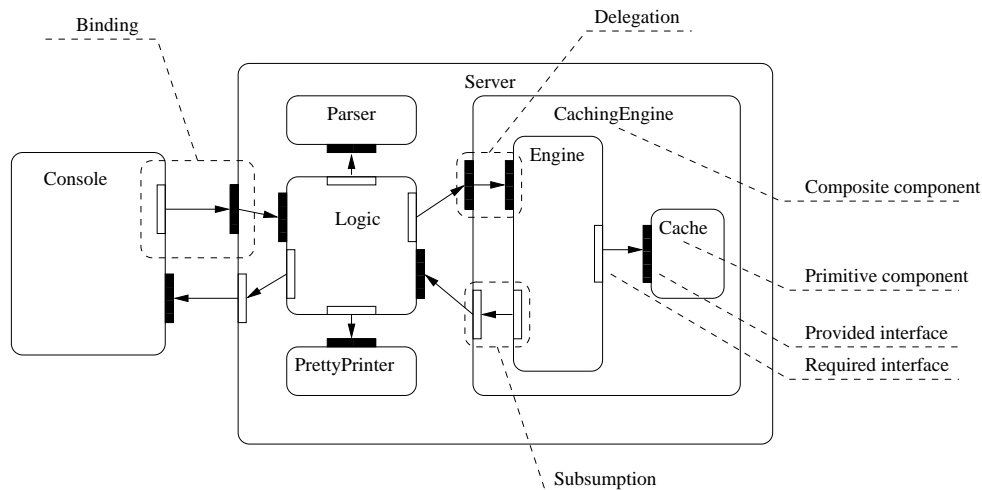 Binding
Delegation
Server
Parser
CachingEngine
Engine
Console
Composite component
Logic
Cache
Primitive component
Provided interface
PrettyPrinter
Required interface
Subsumption